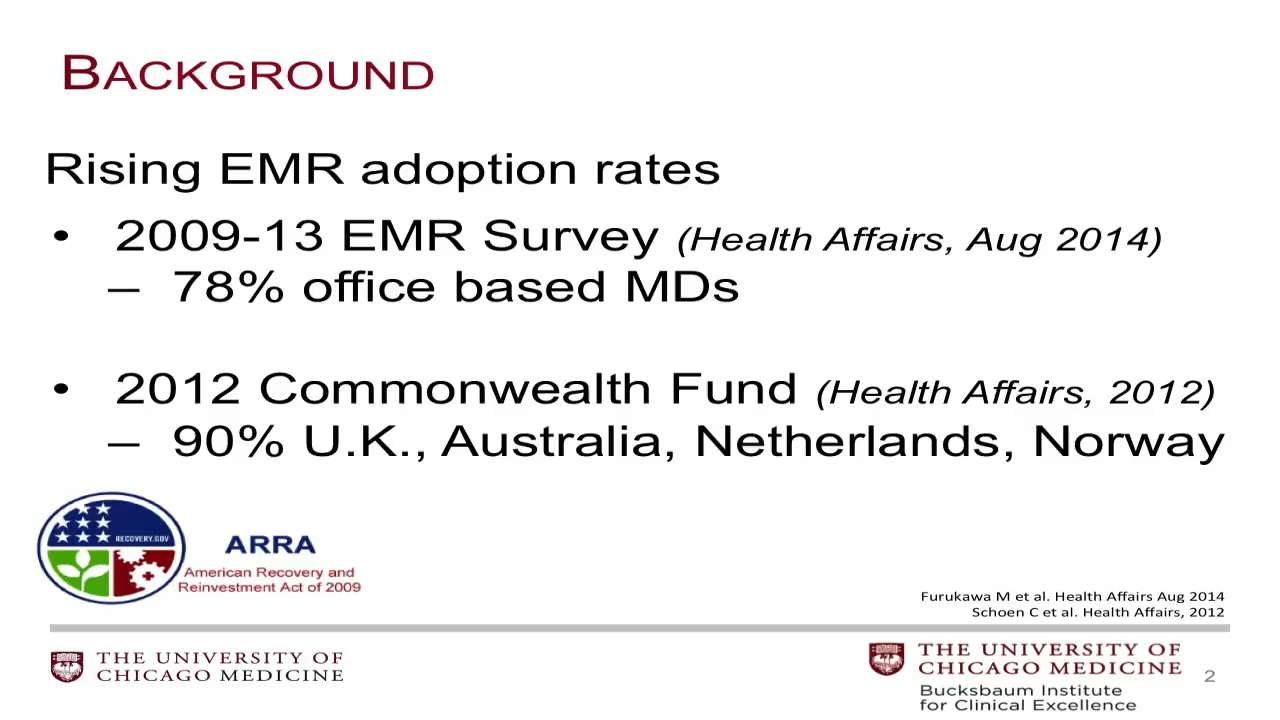 BACKGROUND
Rising EMR adoption rates
• 2009-13 EMR Survey (Health Affairs, Aug 2014)
– 78% office based MDs
• 2012 Commonwealth Fund (Health Affairs, 2012)
– 90% U.K., Australia, Netherlands, Norway
RECOVERY.GOV
ARRA
American Recovery and
Reinvestment Act of 2009
Furukawa M et al. Health Affairs Aug 2014
Schoen C et al. Health Affairs, 2012
THE UNIVERSITY OF
CHICAGO MEDICINE
THE UNIVERSITY OF
CHICAGO MEDICINE
Bucksbaum Institute
for Clinical Excellence
2